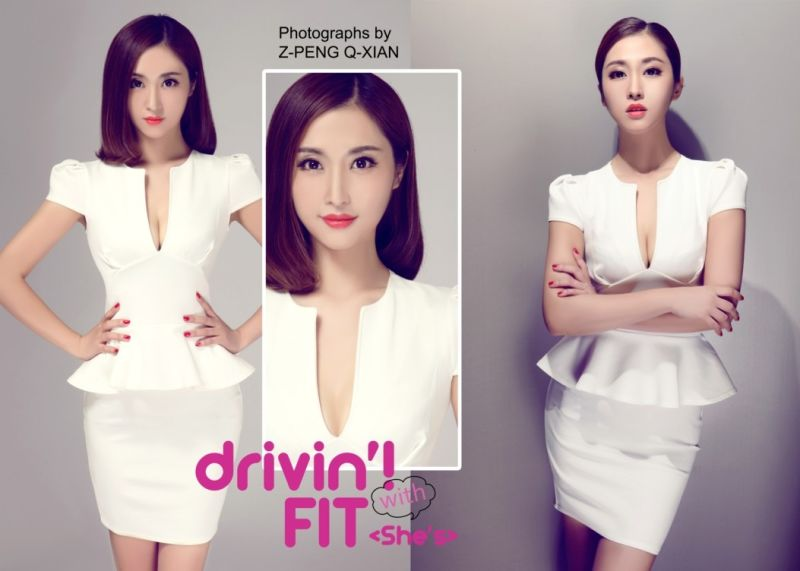 Photographs by
Z-PENG Q-XIAN
drivin'!
FIT with
<She's>